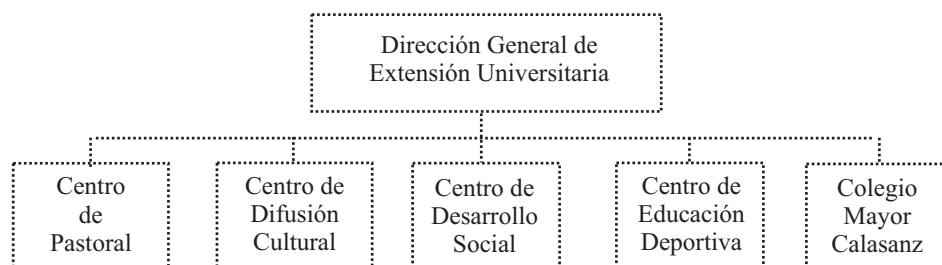 Dirección General de
Extensión Universitaria
Centro
de
Pastoral
Centro de
Difusión
Cultural
Centro de
Desarrollo
Social
Centro de
Educación
Deportiva
Colegio
Mayor
Calasanz